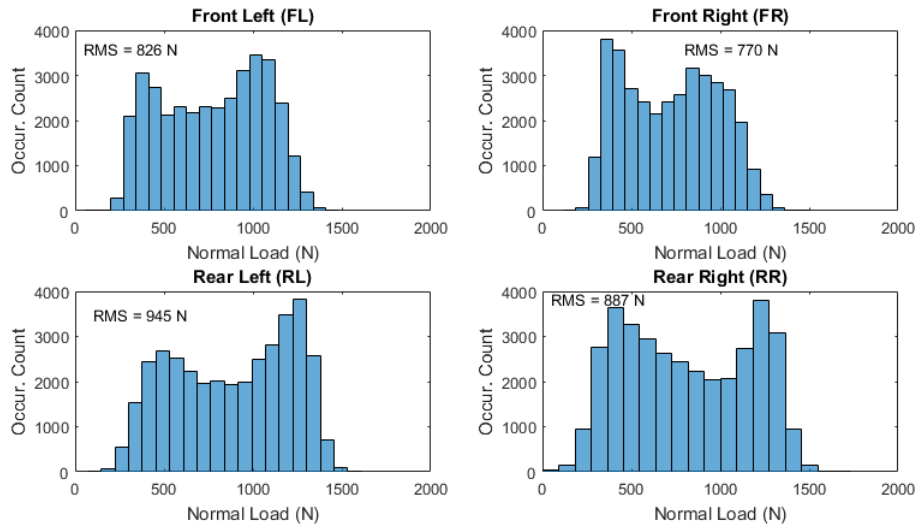 Front Left (FL)
RMS = 826 N
Occur. Count
4000
3000
2000
1000
0
0 500 1000 1500 2000
Normal Load (N)
Front Right (FR)
RMS = 770 N
Occur. Count
4000
3000
2000
1000
0
0 500 1000 1500 2000
Normal Load (N)
Rear Left (RL)
RMS = 945 N
Occur. Count
4000
3000
2000
1000
0
0 500 1000 1500 2000
Normal Load (N)
Rear Right (RR)
RMS = 887 N
Occur. Count
4000
3000
2000
1000
0
0 500 1000 1500 2000
Normal Load (N)